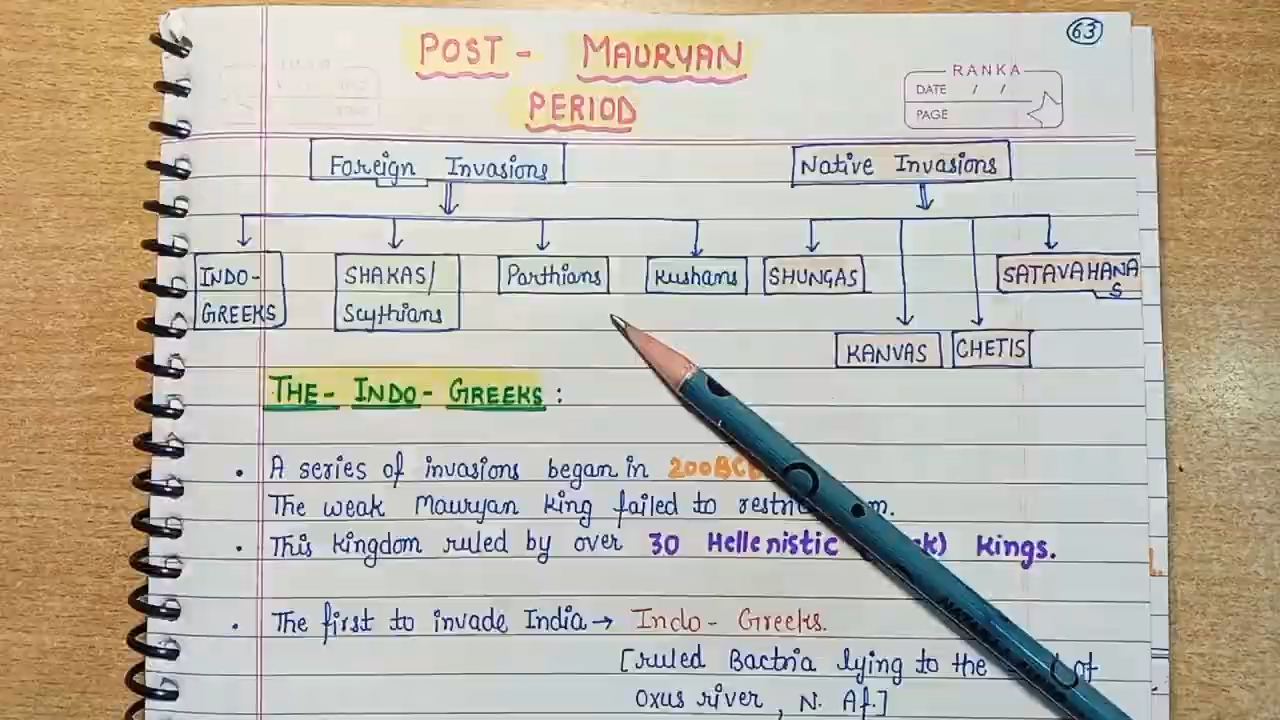 63
POST - MAURYAN
PERIOD
RANKA
DATE / /
PAGE
Foreign Invasions
Native Invasions
INDO-
GREEKS
SHAKAS/
Scythians
Parthians
Kushans
SHUNGAS
SATAVAHANA
S
KANVAS
CHETIS
THE - INDO - GREEKS :
• A series of invasions began in 200BCE
The weak Mauryan king failed to
• This kingdom ruled by over 30 Hellenistic kings.
• The first to invade India → Indo - Greeks.
[ruled Bactria lying to the of
Oxus river, N. Af.]